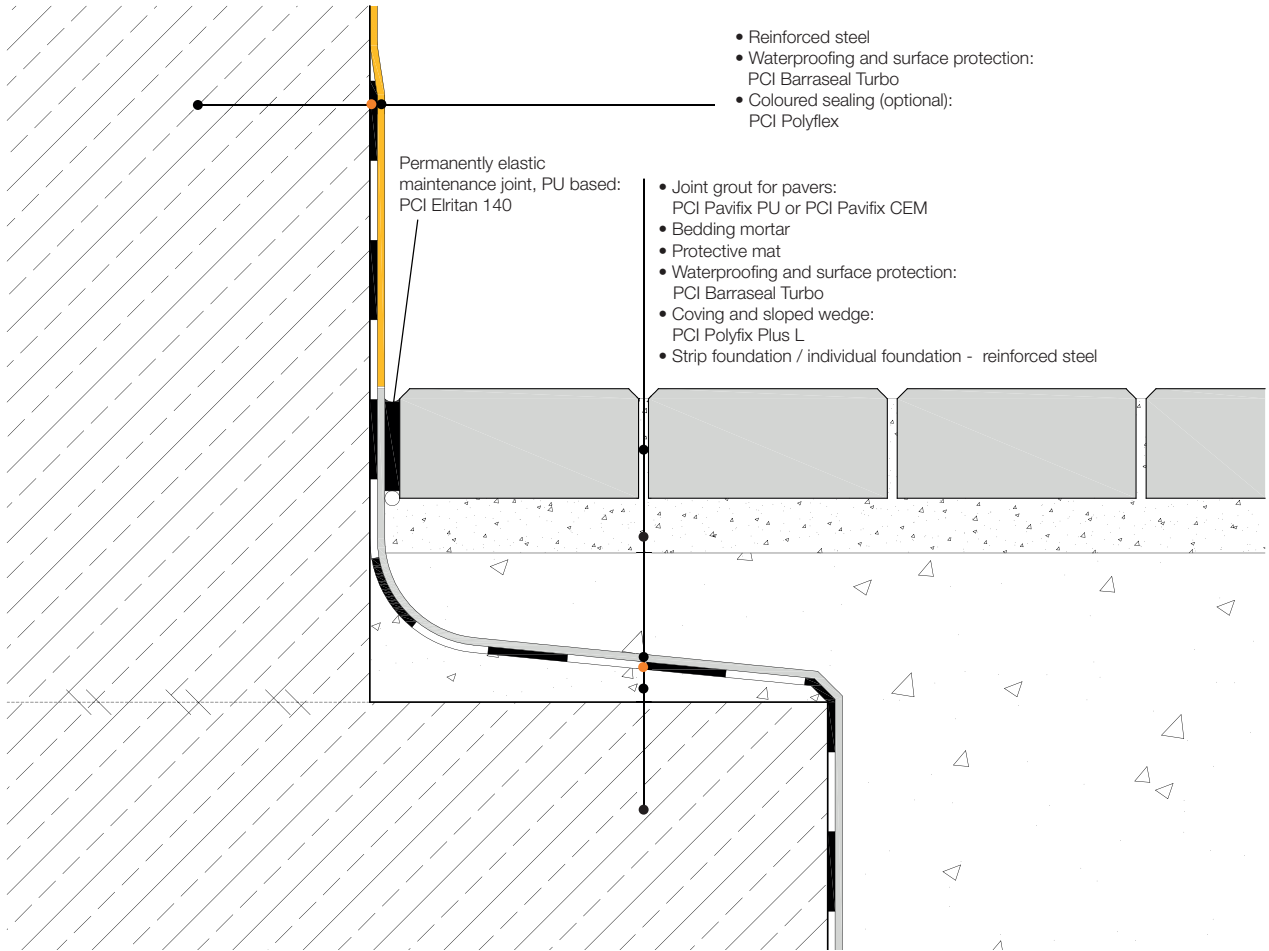 • Reinforced steel
• Waterproofing and surface protection:
PCI Barraseal Turbo
• Coloured sealing (optional):
PCI Polyflex
Permanently elastic
maintenance joint, PU based:
PCI Elritan 140
• Joint grout for pavers:
PCI Pavifix PU or PCI Pavifix CEM
• Bedding mortar
• Protective mat
• Waterproofing and surface protection:
PCI Barraseal Turbo
• Coving and sloped wedge:
PCI Polyfix Plus L
• Strip foundation / individual foundation - reinforced steel